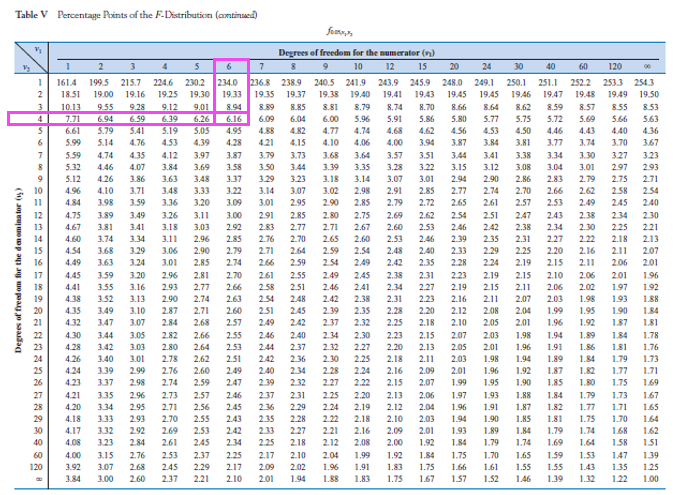 Table V Percentage Points of the F-Distribution (continued)
f0.05,ν1,ν2
ν1 Degrees of freedom for the numerator (ν1)
ν2 1 2 3 4 5 6 7 8 9 10 12 15 20 24 30 40 60 120 ∞
1 161.4 199.5 215.7 224.6 230.2 234.0 236.8 238.9 240.5 241.9 243.9 245.9 248.0 249.1 250.1 251.1 252.2 253.3 254.3
2 18.51 19.00 19.16 19.25 19.30 19.33 19.35 19.37 19.38 19.40 19.41 19.43 19.45 19.45 19.46 19.47 19.48 19.49 19.50
3 10.13 9.55 9.28 9.12 9.01 8.94 8.89 8.85 8.81 8.79 8.74 8.70 8.66 8.64 8.62 8.59 8.57 8.55 8.53
4 7.71 6.94 6.59 6.39 6.26 6.16 6.09 6.04 6.00 5.96 5.91 5.86 5.80 5.77 5.75 5.72 5.69 5.66 5.63
5 6.61 5.79 5.41 5.19 5.05 4.95 4.88 4.82 4.77 4.74 4.68 4.62 4.56 4.53 4.50 4.46 4.43 4.40 4.36
6 5.99 5.14 4.76 4.53 4.39 4.28 4.21 4.15 4.10 4.06 4.00 3.94 3.87 3.84 3.81 3.77 3.74 3.70 3.67
7 5.59 4.74 4.35 4.12 3.97 3.87 3.79 3.73 3.68 3.64 3.57 3.51 3.44 3.41 3.38 3.34 3.30 3.27 3.23
8 5.32 4.46 4.07 3.84 3.69 3.58 3.50 3.44 3.39 3.35 3.28 3.22 3.15 3.12 3.08 3.04 3.01 2.97 2.93
9 5.12 4.26 3.86 3.63 3.48 3.37 3.29 3.23 3.18 3.14 3.07 3.01 2.94 2.90 2.86 2.83 2.79 2.75 2.71
10 4.96 4.10 3.71 3.48 3.33 3.22 3.14 3.07 3.02 2.98 2.91 2.85 2.77 2.74 2.70 2.66 2.62 2.58 2.54
11 4.84 3.98 3.59 3.36 3.20 3.09 3.01 2.95 2.90 2.85 2.79 2.72 2.65 2.61 2.57 2.53 2.49 2.45 2.40
12 4.75 3.89 3.49 3.26 3.11 3.00 2.91 2.85 2.80 2.75 2.69 2.62 2.54 2.51 2.47 2.43 2.38 2.34 2.30
13 4.67 3.81 3.41 3.18 3.03 2.92 2.83 2.77 2.71 2.67 2.60 2.53 2.46 2.42 2.38 2.34 2.30 2.25 2.21
14 4.60 3.74 3.34 3.11 2.96 2.85 2.76 2.70 2.65 2.60 2.53 2.46 2.39 2.35 2.31 2.27 2.22 2.18 2.13
15 4.54 3.68 3.29 3.06 2.90 2.79 2.71 2.64 2.59 2.54 2.48 2.40 2.33 2.29 2.25 2.20 2.16 2.11 2.07
16 4.49 3.63 3.24 3.01 2.85 2.74 2.66 2.59 2.54 2.49 2.42 2.35 2.28 2.24 2.19 2.15 2.11 2.06 2.01
17 4.45 3.59 3.20 2.96 2.81 2.70 2.61 2.55 2.49 2.45 2.38 2.31 2.23 2.19 2.15 2.10 2.06 2.01 1.96
18 4.41 3.55 3.16 2.93 2.77 2.66 2.58 2.51 2.46 2.41 2.34 2.27 2.19 2.15 2.11 2.06 2.02 1.97 1.92
19 4.38 3.52 3.13 2.90 2.74 2.63 2.54 2.48 2.42 2.38 2.31 2.23 2.16 2.11 2.07 2.03 1.98 1.93 1.88
20 4.35 3.49 3.10 2.87 2.71 2.60 2.51 2.45 2.39 2.35 2.28 2.20 2.12 2.08 2.04 1.99 1.95 1.90 1.84
21 4.32 3.47 3.07 2.84 2.68 2.57 2.49 2.42 2.37 2.32 2.25 2.18 2.10 2.05 2.01 1.96 1.92 1.87 1.81
22 4.30 3.44 3.05 2.82 2.66 2.55 2.46 2.40 2.34 2.30 2.23 2.15 2.07 2.03 1.98 1.94 1.89 1.84 1.78
23 4.28 3.42 3.03 2.80 2.64 2.53 2.44 2.37 2.32 2.27 2.20 2.13 2.05 2.01 1.96 1.91 1.86 1.81 1.76
24 4.26 3.40 3.01 2.78 2.62 2.51 2.42 2.36 2.30 2.25 2.18 2.11 2.03 1.98 1.94 1.89 1.84 1.79 1.73
25 4.24 3.39 2.99 2.76 2.60 2.49 2.40 2.34 2.28 2.24 2.16 2.09 2.01 1.96 1.92 1.87 1.82 1.77 1.71
26 4.23 3.37 2.98 2.74 2.59 2.47 2.39 2.32 2.27 2.22 2.15 2.07 1.99 1.95 1.90 1.85 1.80 1.75 1.69
27 4.21 3.35 2.96 2.73 2.57 2.46 2.37 2.31 2.25 2.20 2.13 2.06 1.97 1.93 1.88 1.84 1.79 1.73 1.67
28 4.20 3.34 2.95 2.71 2.56 2.45 2.36 2.29 2.24 2.19 2.12 2.04 1.96 1.91 1.87 1.82 1.77 1.71 1.65
29 4.18 3.33 2.93 2.70 2.55 2.43 2.35 2.28 2.22 2.18 2.10 2.03 1.94 1.90 1.85 1.81 1.75 1.70 1.64
30 4.17 3.32 2.92 2.69 2.53 2.42 2.33 2.27 2.21 2.16 2.09 2.01 1.93 1.89 1.84 1.79 1.74 1.68 1.62
40 4.08 3.23 2.84 2.61 2.45 2.34 2.25 2.18 2.12 2.08 2.00 1.92 1.84 1.79 1.74 1.69 1.64 1.58 1.51
60 4.00 3.15 2.76 2.53 2.37 2.25 2.17 2.10 2.04 1.99 1.92 1.84 1.75 1.70 1.65 1.59 1.53 1.47 1.39
120 3.92 3.07 2.68 2.45 2.29 2.17 2.09 2.02 1.96 1.91 1.83 1.75 1.66 1.61 1.55 1.55 1.43 1.35 1.25
∞ 3.84 3.00 2.60 2.37 2.21 2.10 2.01 1.94 1.88 1.83 1.75 1.67 1.57 1.52 1.46 1.39 1.32 1.22 1.00
Degrees of freedom for the denominator (ν2)